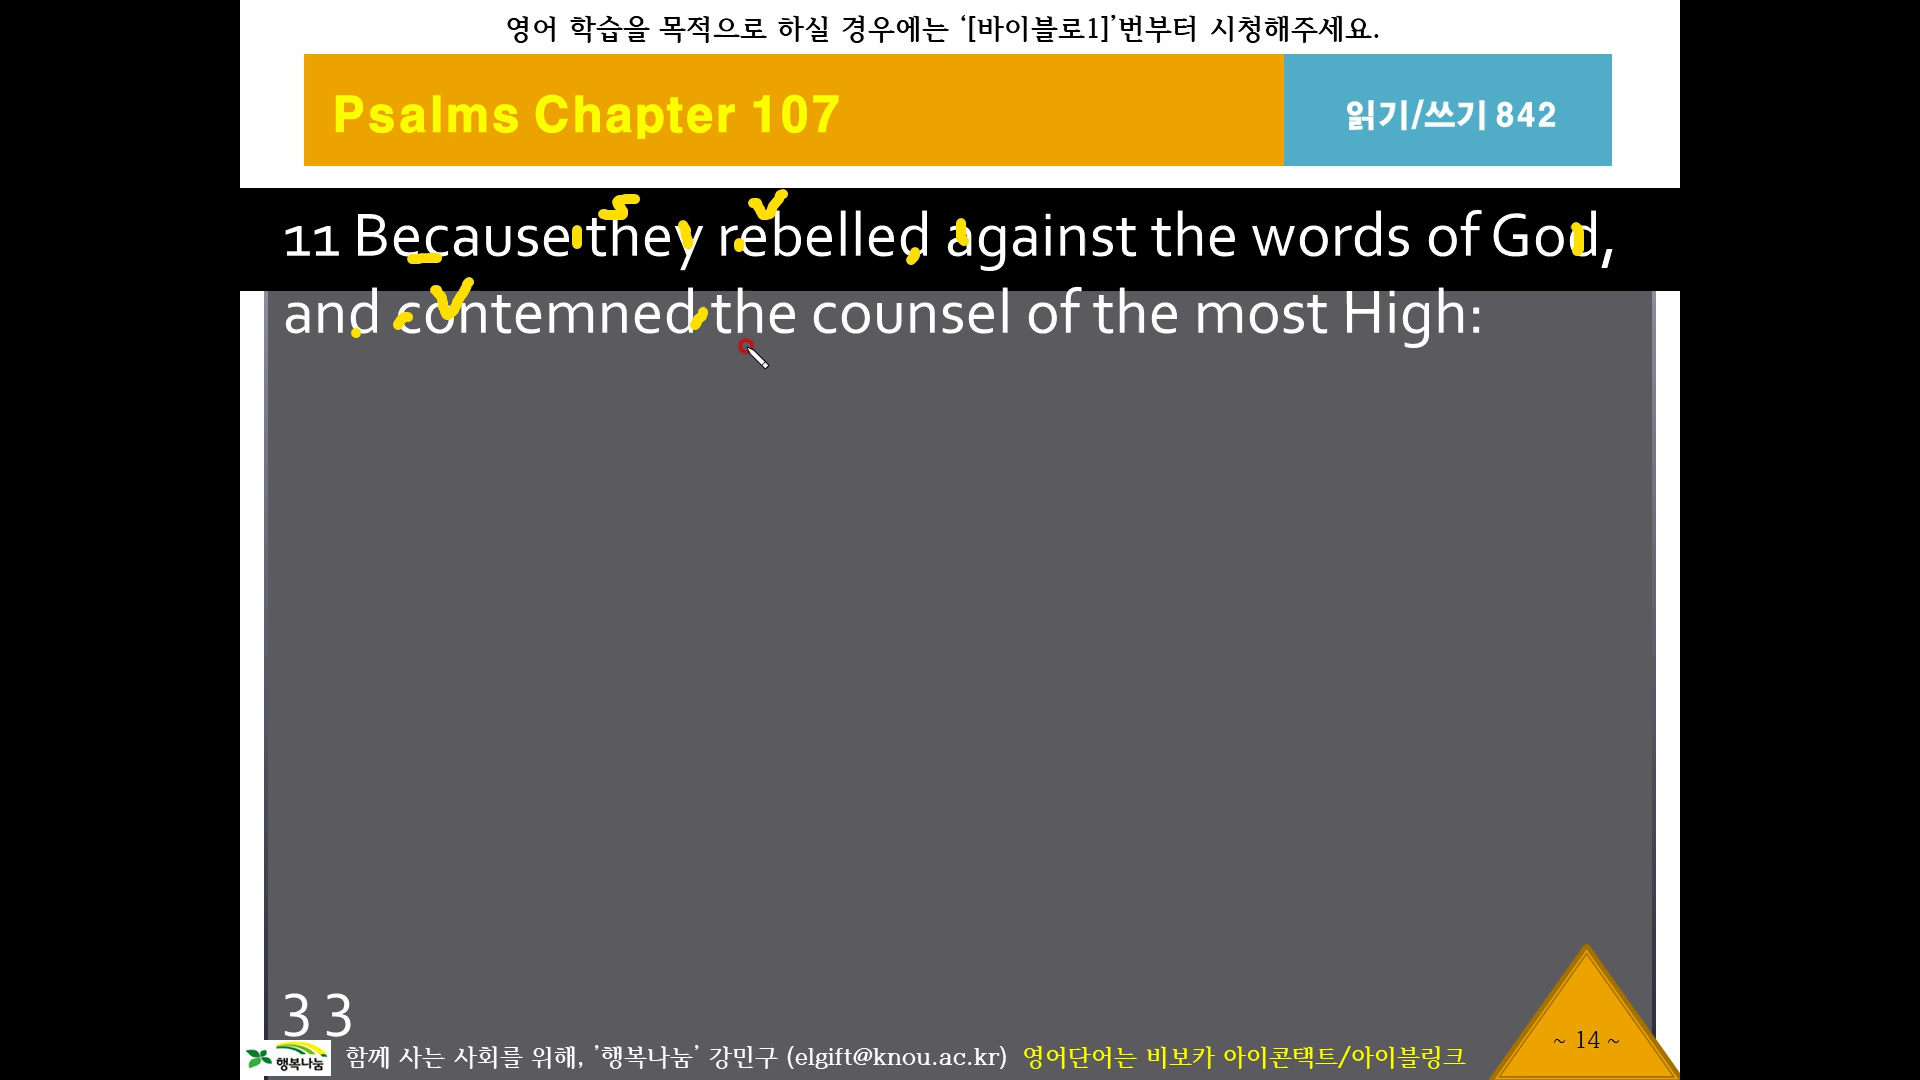 영어 학습을 목적으로 하실 경우에는 ‘[바이블로1]’번부터 시청해주세요.
Psalms Chapter 107
읽기/쓰기 842
11 Because they rebelled against the words of God,
and contemned the counsel of the most High:
3 3
행복나눔
함께 사는 사회를 위해, ’행복나눔’ 강민구 (elgift@knou.ac.kr) 영어단어는 비보카 아이콘택트/아이블링크
~ 14 ~